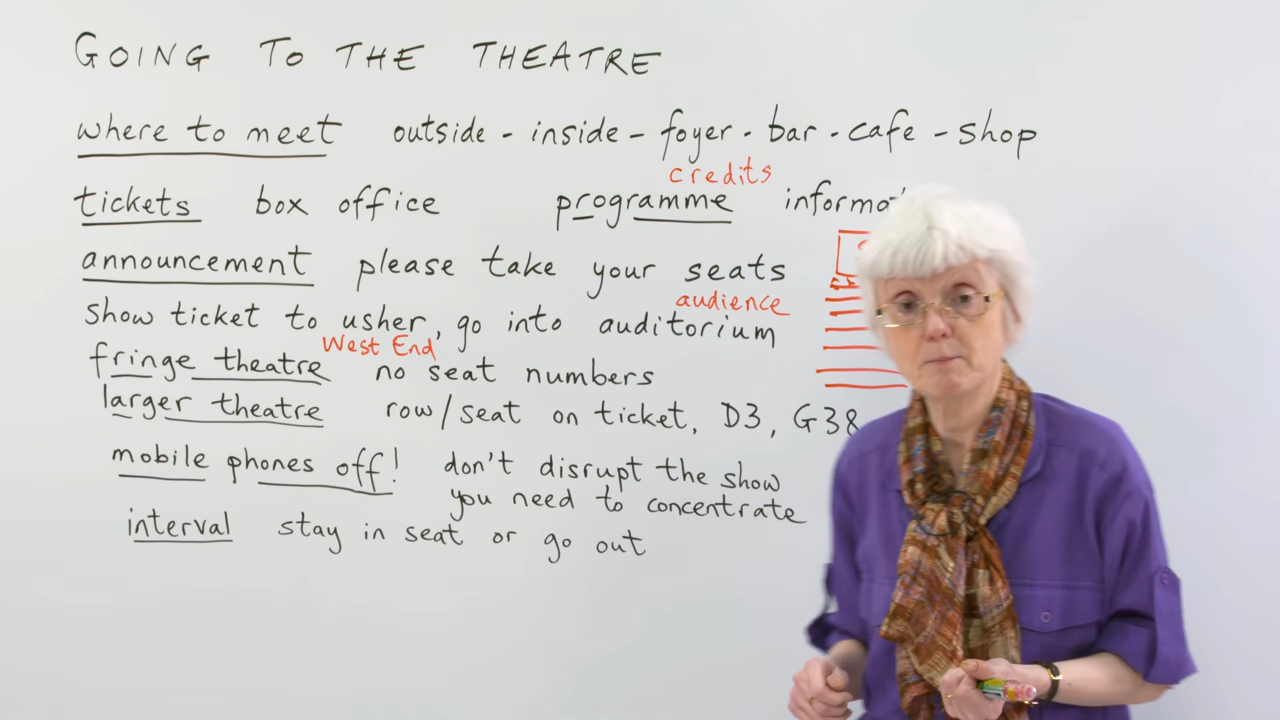 GOING TO THE THEATRE
where to meet outside - inside - foyer - bar - cafe - shop
credits
tickets box office programme
announcement please take your seats
audience
show ticket to usher, go into auditorium
West End
fringe theatre no seat numbers
larger theatre row/seat on ticket, D3, G38
mobile phones off! don't disrupt the show
you need to concentrate
interval stay in seat or go out